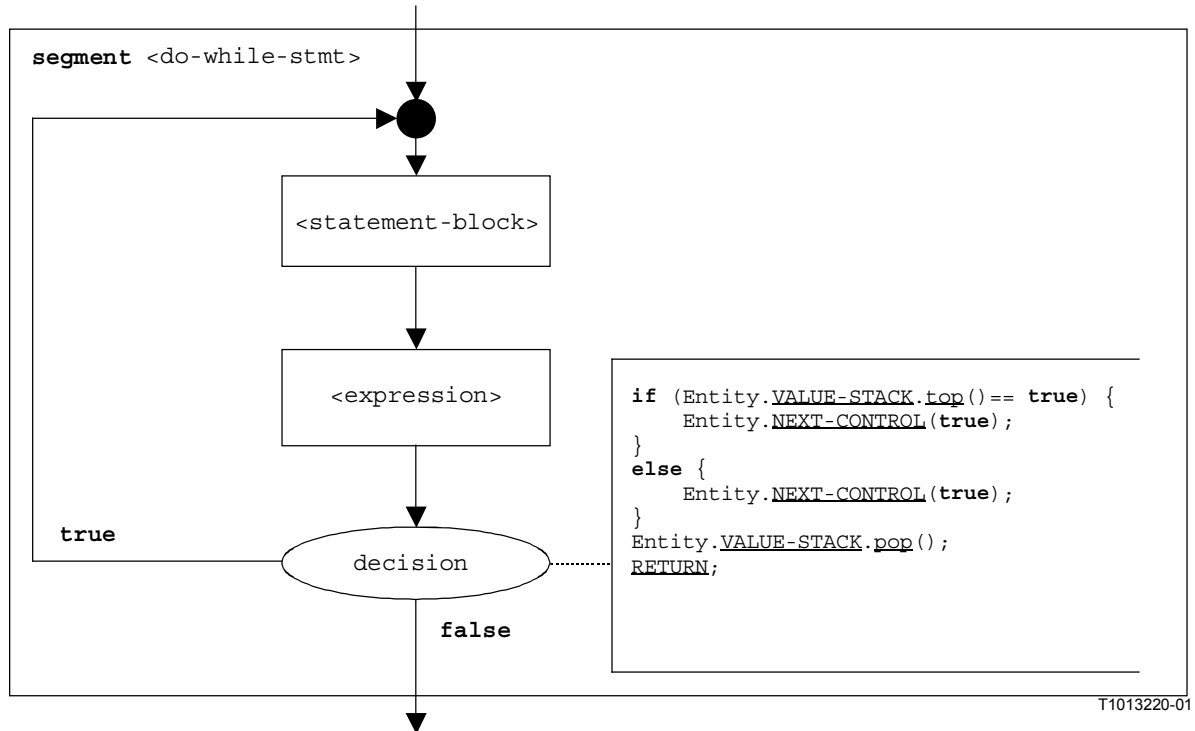 segment <do-while-stmt>
<statement-block>
<expression>
if (Entity.VALUE-STACK.top()== true) {
Entity.NEXT-CONTROL(true);
}
else {
Entity.NEXT-CONTROL(true);
}
Entity.VALUE-STACK.pop();
RETURN;
true
decision
false
T1013220-01